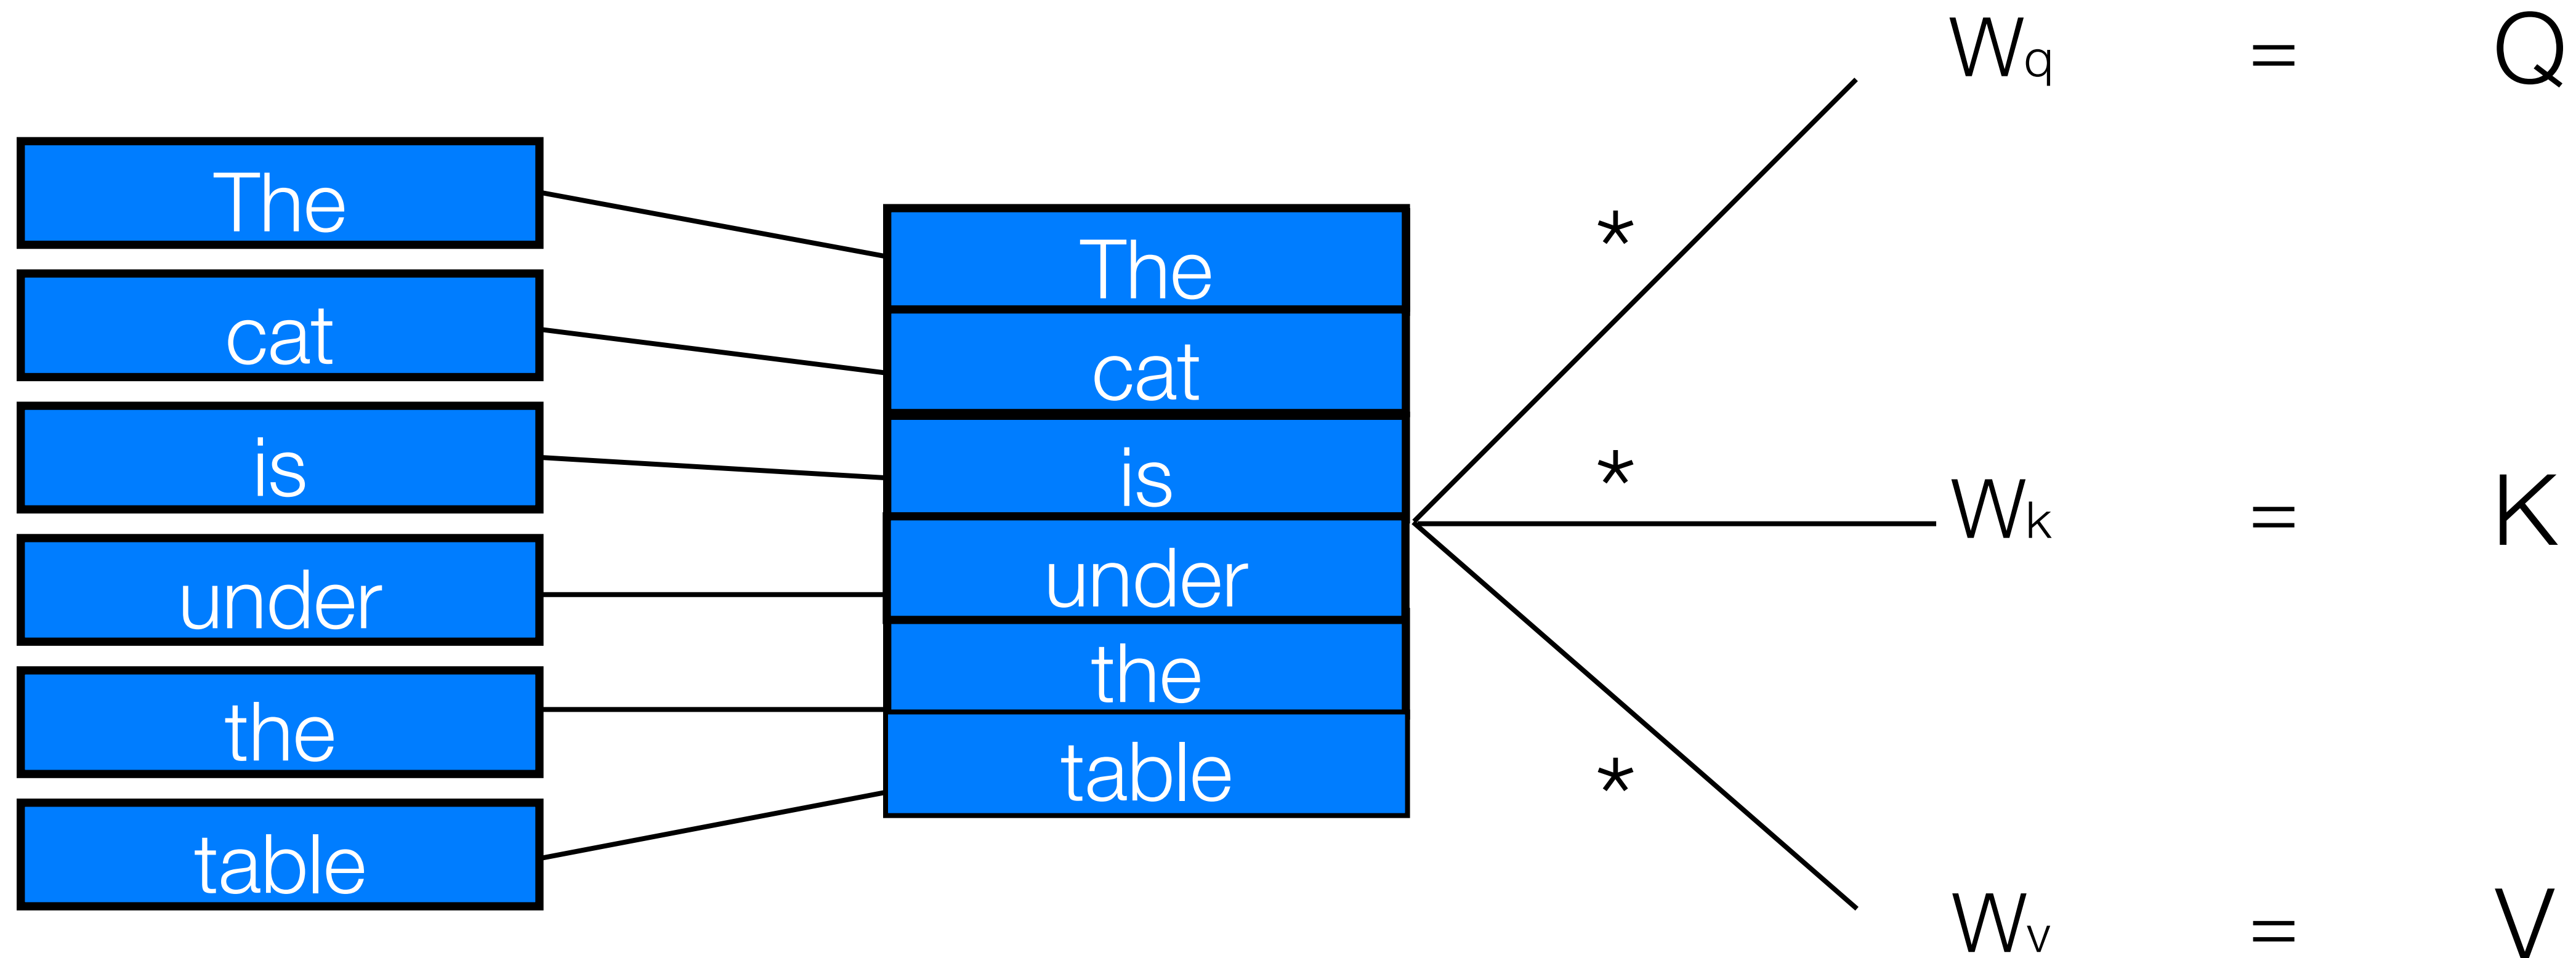 The
cat
is
under
the
table
The
cat
is
under
the
table
*
*
*
Wq = Q
Wk = K
Wv = V